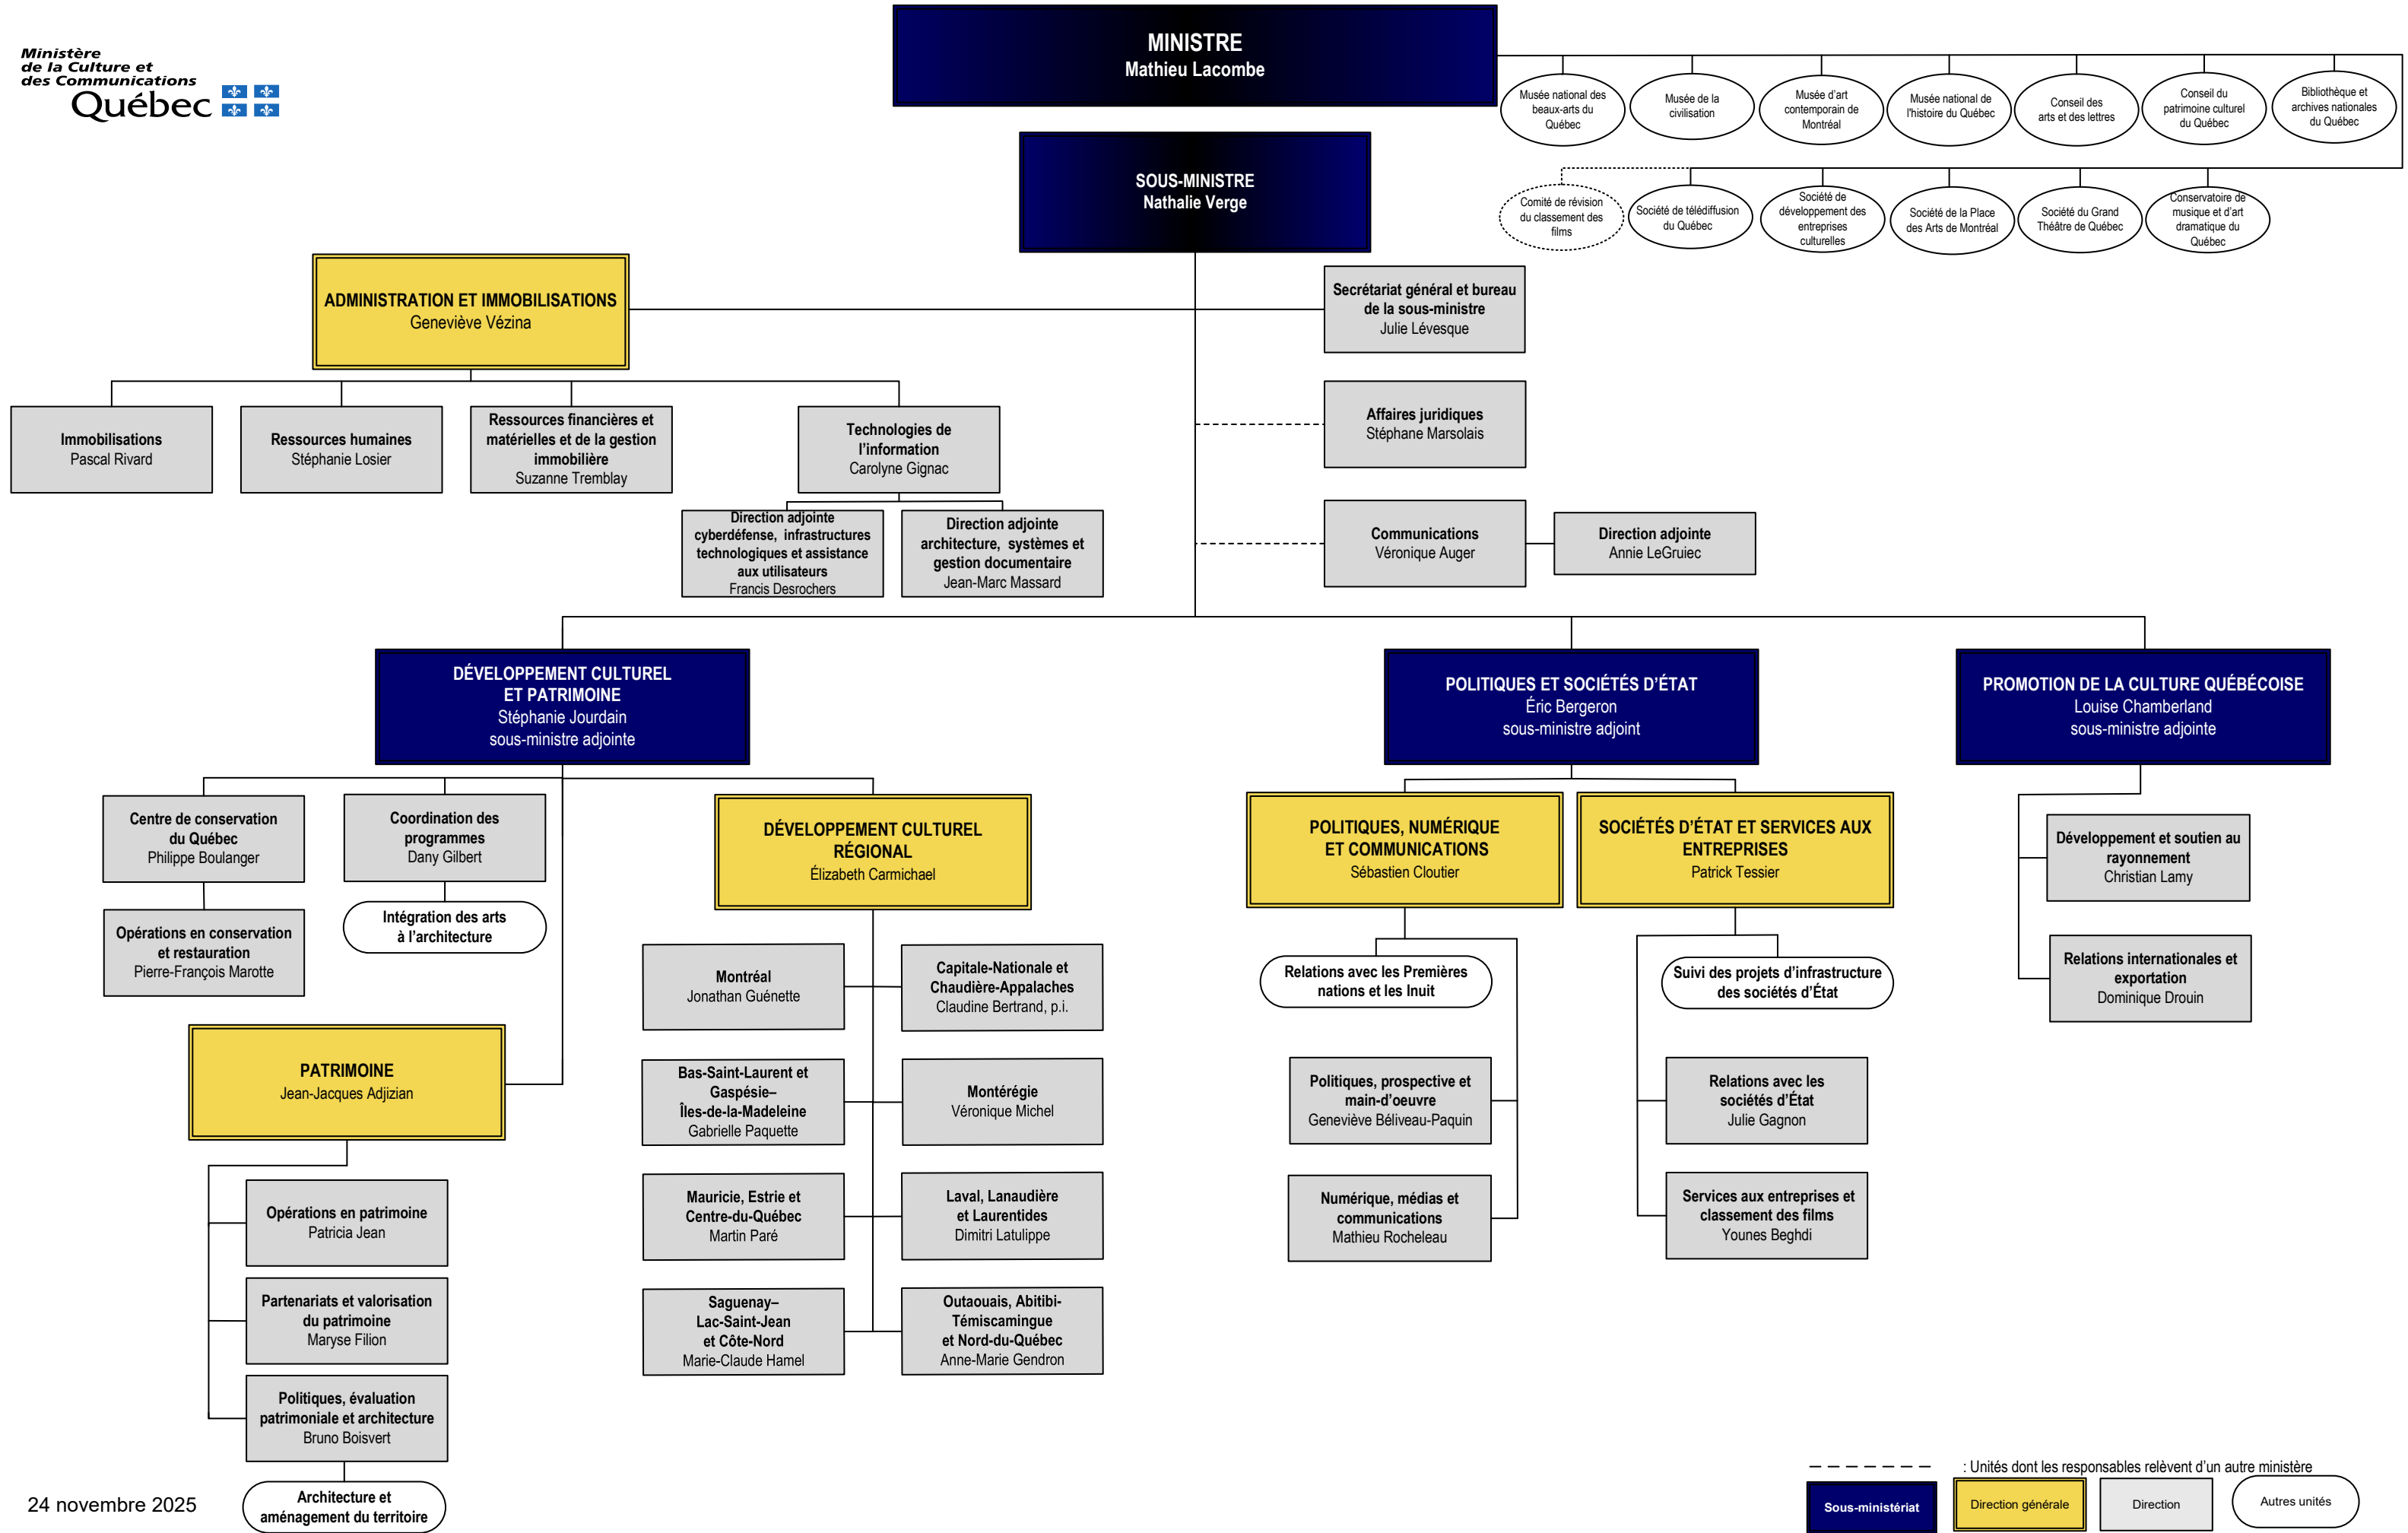 Ministère
de la Culture et
des Communications
Québec
MINISTRE
Mathieu Lacombe
Musée national des
beaux-arts du
Québec
Musée de la
civilisation
Musée d'art
contemporain de
Montréal
Musée national de
l'histoire du Québec
Conseil des
arts et des lettres
Conseil du
patrimoine culturel
du Québec
Bibliothèque et
archives nationales
du Québec
Comité de révision
du classement des
films
Société de télédiffusion
du Québec
Société de
développement des
entreprises
culturelles
Société de la Place
des Arts de Montréal
Société du Grand
Théâtre de Québec
Conservatoire de
musique et d'art
dramatique du
Québec
SOUS-MINISTRE
Nathalie Verge
ADMINISTRATION ET IMMOBILISATIONS
Geneviève Vézina
Secrétariat général et bureau
de la sous-ministre
Julie Lévesque
Immobilisations
Pascal Rivard
Ressources humaines
Stéphanie Losier
Ressources financières et
matérielles et de la gestion
immobilière
Suzanne Tremblay
Technologies de
l'information
Carolyne Gignac
Affaires juridiques
Stéphane Marsolais
Direction adjointe
cyberdéfense, infrastructures
technologiques et assistance
aux utilisateurs
Francis Desrochers
Direction adjointe
architecture, systèmes et
gestion documentaire
Jean-Marc Massard
Communications
Véronique Auger
Direction adjointe
Annie LeGruiec
DÉVELOPPEMENT CULTUREL
ET PATRIMOINE
Stéphanie Jourdain
sous-ministre adjointe
POLITIQUES ET SOCIÉTÉS D'ÉTAT
Éric Bergeron
sous-ministre adjoint
PROMOTION DE LA CULTURE QUÉBÉCOISE
Louise Chamberland
sous-ministre adjointe
Centre de conservation
du Québec
Philippe Boulanger
Coordination des
programmes
Dany Gilbert
DÉVELOPPEMENT CULTUREL
RÉGIONAL
Élizabeth Carmichael
POLITIQUES, NUMÉRIQUE
ET COMMUNICATIONS
Sébastien Cloutier
SOCIÉTÉS D'ÉTAT ET SERVICES AUX
ENTREPRISES
Patrick Tessier
Développement et soutien au
rayonnement
Christian Lamy
Opérations en conservation
et restauration
Pierre-François Marotte
Intégration des arts
à l'architecture
Montréal
Jonathan Guénette
Capitale-Nationale et
Chaudière-Appalaches
Claudine Bertrand, p.i.
Relations avec les Premières
nations et les Inuit
Suivi des projets d'infrastructure
des sociétés d'État
Relations internationales et
exportation
Dominique Drouin
PATRIMOINE
Jean-Jacques Adjizian
Bas-Saint-Laurent et
Gaspésie–
Îles-de-la-Madeleine
Gabrielle Paquette
Montérégie
Véronique Michel
Politiques, prospective et
main-d'oeuvre
Geneviève Béliveau-Paquin
Relations avec les
sociétés d'État
Julie Gagnon
Opérations en patrimoine
Patricia Jean
Mauricie, Estrie et
Centre-du-Québec
Martin Paré
Laval, Lanaudière
et Laurentides
Dimitri Latulippe
Numérique, médias et
communications
Mathieu Rocheleau
Services aux entreprises et
classement des films
Younes Beghdi
Partenariats et valorisation
du patrimoine
Maryse Filion
Saguenay–
Lac-Saint-Jean
et Côte-Nord
Marie-Claude Hamel
Outaouais, Abitibi-
Témiscamingue
et Nord-du-Québec
Anne-Marie Gendron
Politiques, évaluation
patrimoniale et architecture
Bruno Boisvert
Architecture et
aménagement du territoire
24 novembre 2025
: Unités dont les responsables relèvent d'un autre ministère
Sous-ministériat
Direction générale
Direction
Autres unités